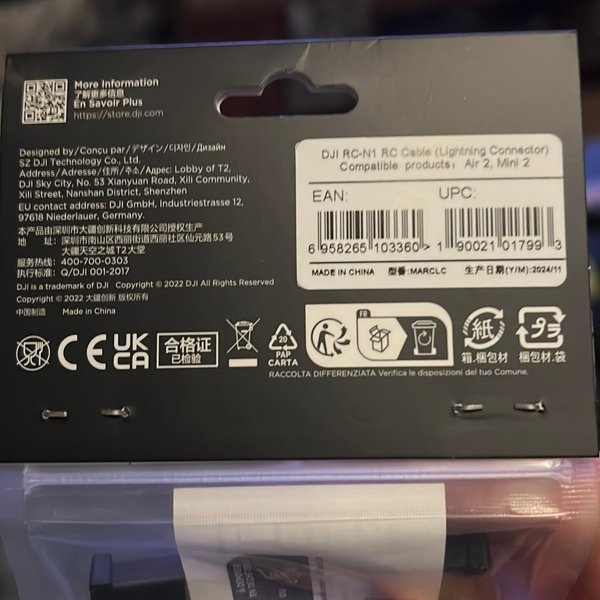 More Information
了解更多信息
En Savoir Plus
https://store.dji.com
Designed by/Conçu par/デザイン/디자인/Дизайн
SZ DJI Technology Co., Ltd.
Address/Adresse/住所/주소/Адрес: Lobby of T2,
DJI Sky City, No. 53 Xianyuan Road, Xili Community,
Xili Street, Nanshan District, Shenzhen
EU contact address: DJI GmbH, Industriestrasse 12,
97618 Niederlauer, Germany.
本产品由深圳市大疆创新科技有限公司授权生产
地 址: 深圳市南山区西丽街道西丽社区仙元路53号
大疆天空之城T2大堂
服务热线: 400-700-0303
执行标准: Q/DJI 001-2017
DJI is a trademark of DJI Copyright © 2022 DJI All Rights Reserved
Copyright © 2022 大疆创新 版权所有
中国制造 Made in China
DJI RC-N1 RC Cable (Lightning Connector)
Compatible products: Air 2, Mini 2
EAN: UPC:
6 958265 103360 > 1 90021 01799 3
MADE IN CHINA 型番:MARCLC 生产日期(Y/M):2024/11
CE UK
CA
合格证
已检验
20
PAP
CARTA
FR
紙
箱,梱包材
プラ
梱包材,袋
RACCOLTA DIFFERENZIATA Verifica le disposizioni del tuo Comune.
À DÉPOSER